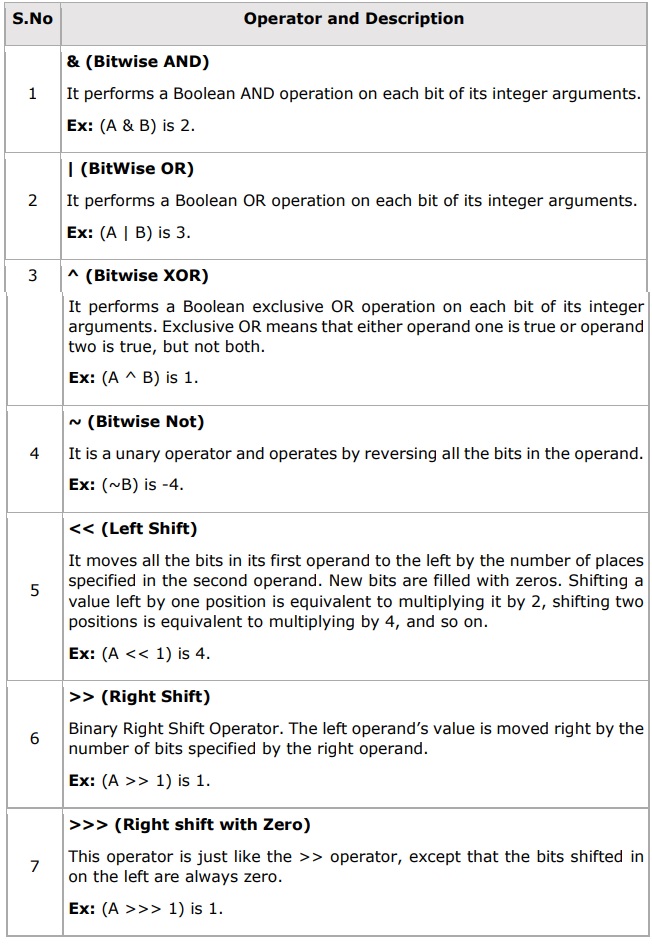 S.No Operator and Description
& (Bitwise AND)
1 It performs a Boolean AND operation on each bit of its integer arguments.
Ex: (A & B) is 2.
| (BitWise OR)
2 It performs a Boolean OR operation on each bit of its integer arguments.
Ex: (A | B) is 3.
3 ^ (Bitwise XOR)
It performs a Boolean exclusive OR operation on each bit of its integer
arguments. Exclusive OR means that either operand one is true or operand
two is true, but not both.
Ex: (A ^ B) is 1.
~ (Bitwise Not)
4 It is a unary operator and operates by reversing all the bits in the operand.
Ex: (~B) is -4.
<< (Left Shift)
It moves all the bits in its first operand to the left by the number of places
specified in the second operand. New bits are filled with zeros. Shifting a
5 value left by one position is equivalent to multiplying it by 2, shifting two
positions is equivalent to multiplying by 4, and so on.
Ex: (A << 1) is 4.
>> (Right Shift)
Binary Right Shift Operator. The left operand’s value is moved right by the
6 number of bits specified by the right operand.
Ex: (A >> 1) is 1.
>>> (Right shift with Zero)
This operator is just like the >> operator, except that the bits shifted in
7 on the left are always zero.
Ex: (A >>> 1) is 1.